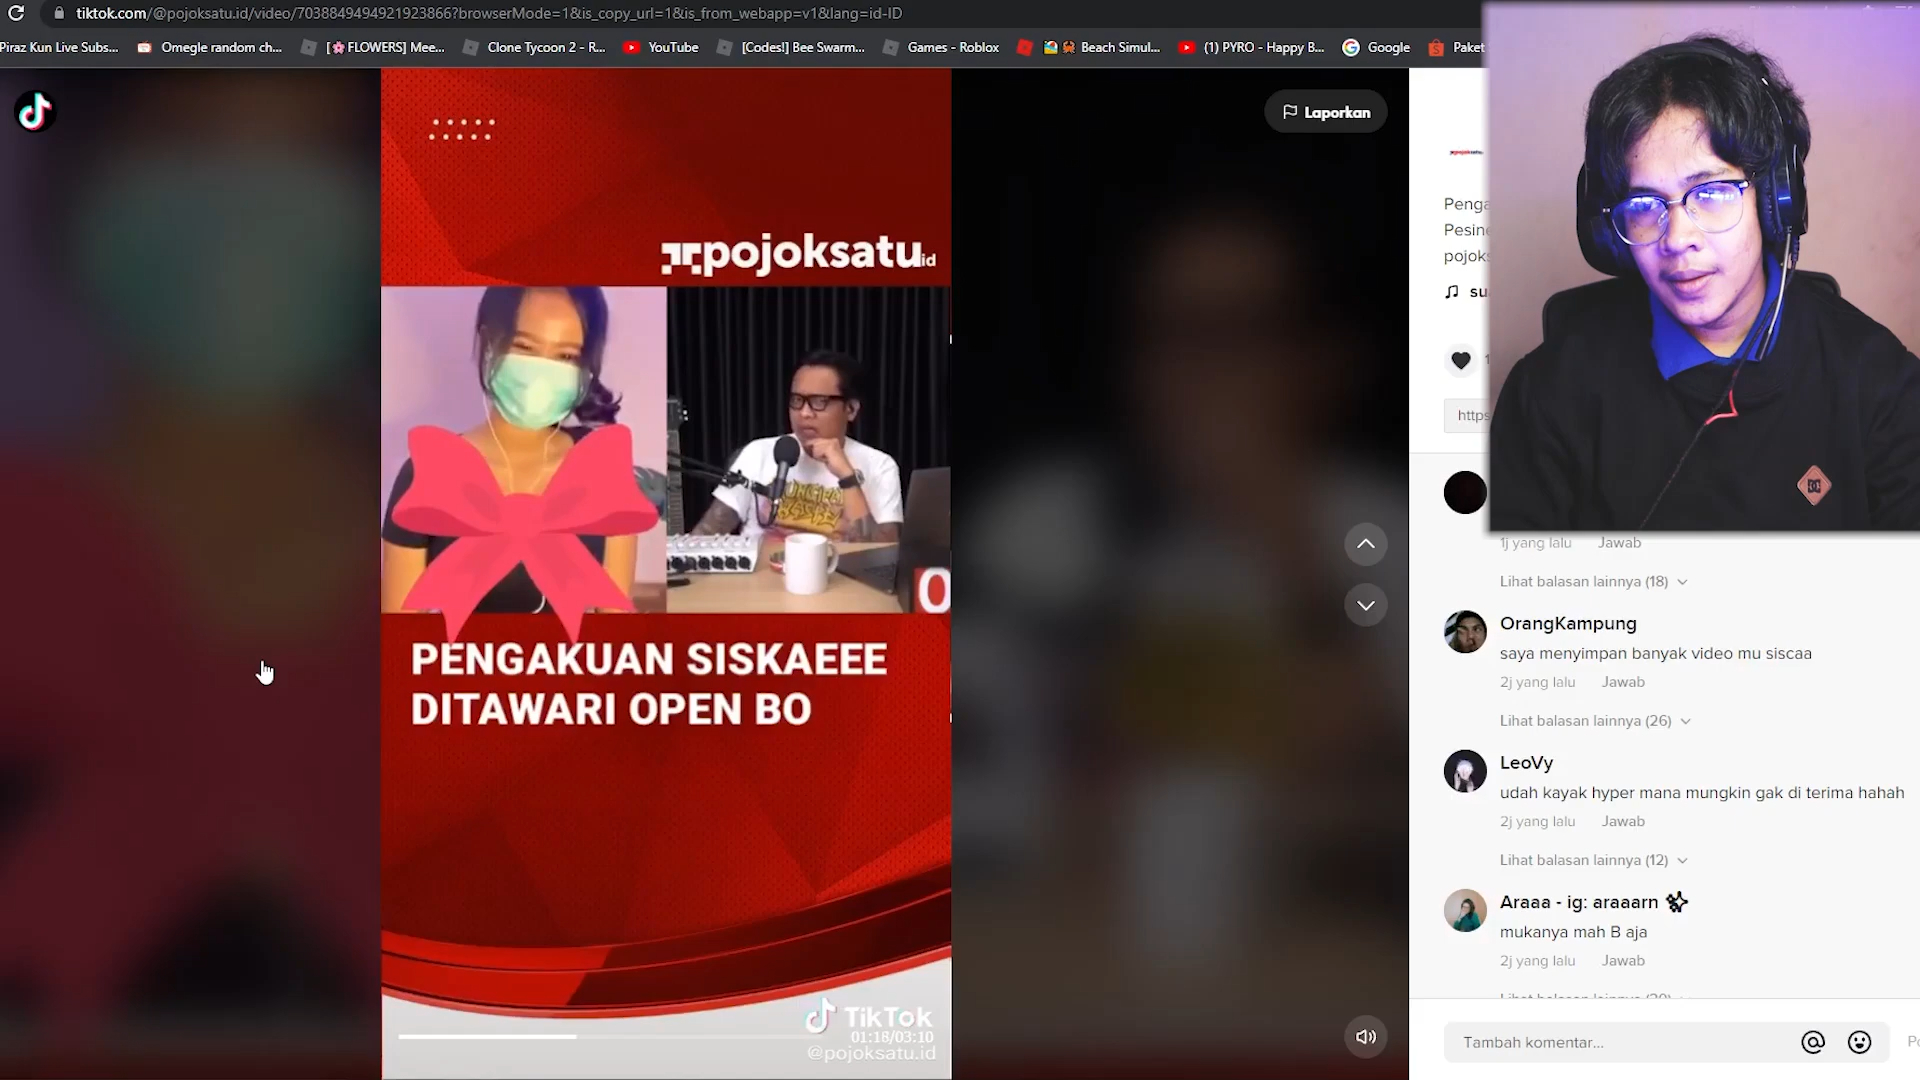 tiktok.com/@pojoksatu.id/video/7038849494921923866?browserMode=1&is_copy_url=1&is_from_webapp=v1&lang=id-ID
Piraz Kun Live Subs...
Omegle random ch...
[🌸FLOWERS] Mee...
Clone Tycoon 2 - R...
YouTube
[Codes!] Bee Swarm...
Games - Roblox
🏖️🦀 Beach Simul...
(1) PYRO - Happy B...
Google
Paket
Laporkan
pojoksatu.id
PENGAKUAN SISKAEEE
DITAWARI OPEN BO
TikTok
01:18/03:10
@pojoksatu.id
pojoksatu
1j yang lalu Jawab
Lihat balasan lainnya (18)
OrangKampung
saya menyimpan banyak video mu siscaa
2j yang lalu Jawab
Lihat balasan lainnya (26)
LeoVy
udah kayak hyper mana mungkin gak di terima hahah
2j yang lalu Jawab
Lihat balasan lainnya (12)
Araaa - ig: araaarn ✨
mukanya mah B aja
2j yang lalu Jawab
Tambah komentar...